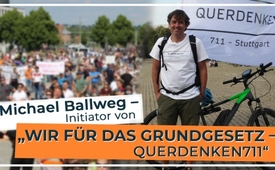 QUERDENKEN
711 - Stuttgart
Michael Ballweg –
Initiator von
„WIR FÜR DAS GRUNDGESETZ –
QUERDENKEN711“